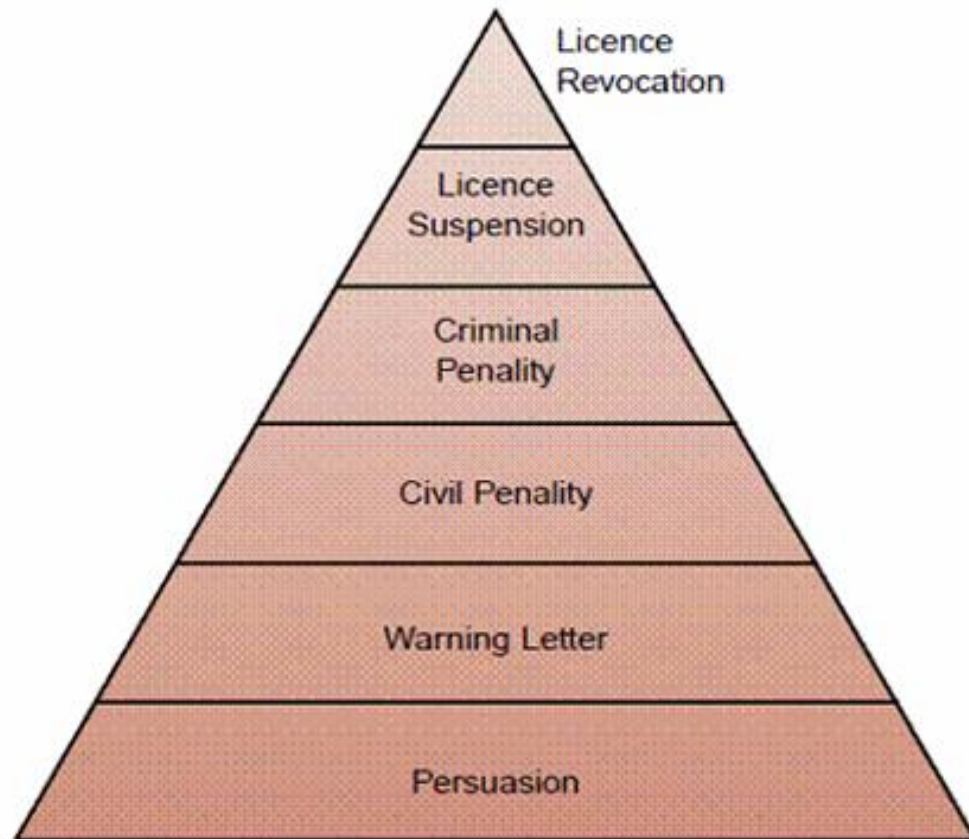 Licence
Revocation
Licence
Suspension
Criminal
Penality
Civil Penality
Warning Letter
Persuasion